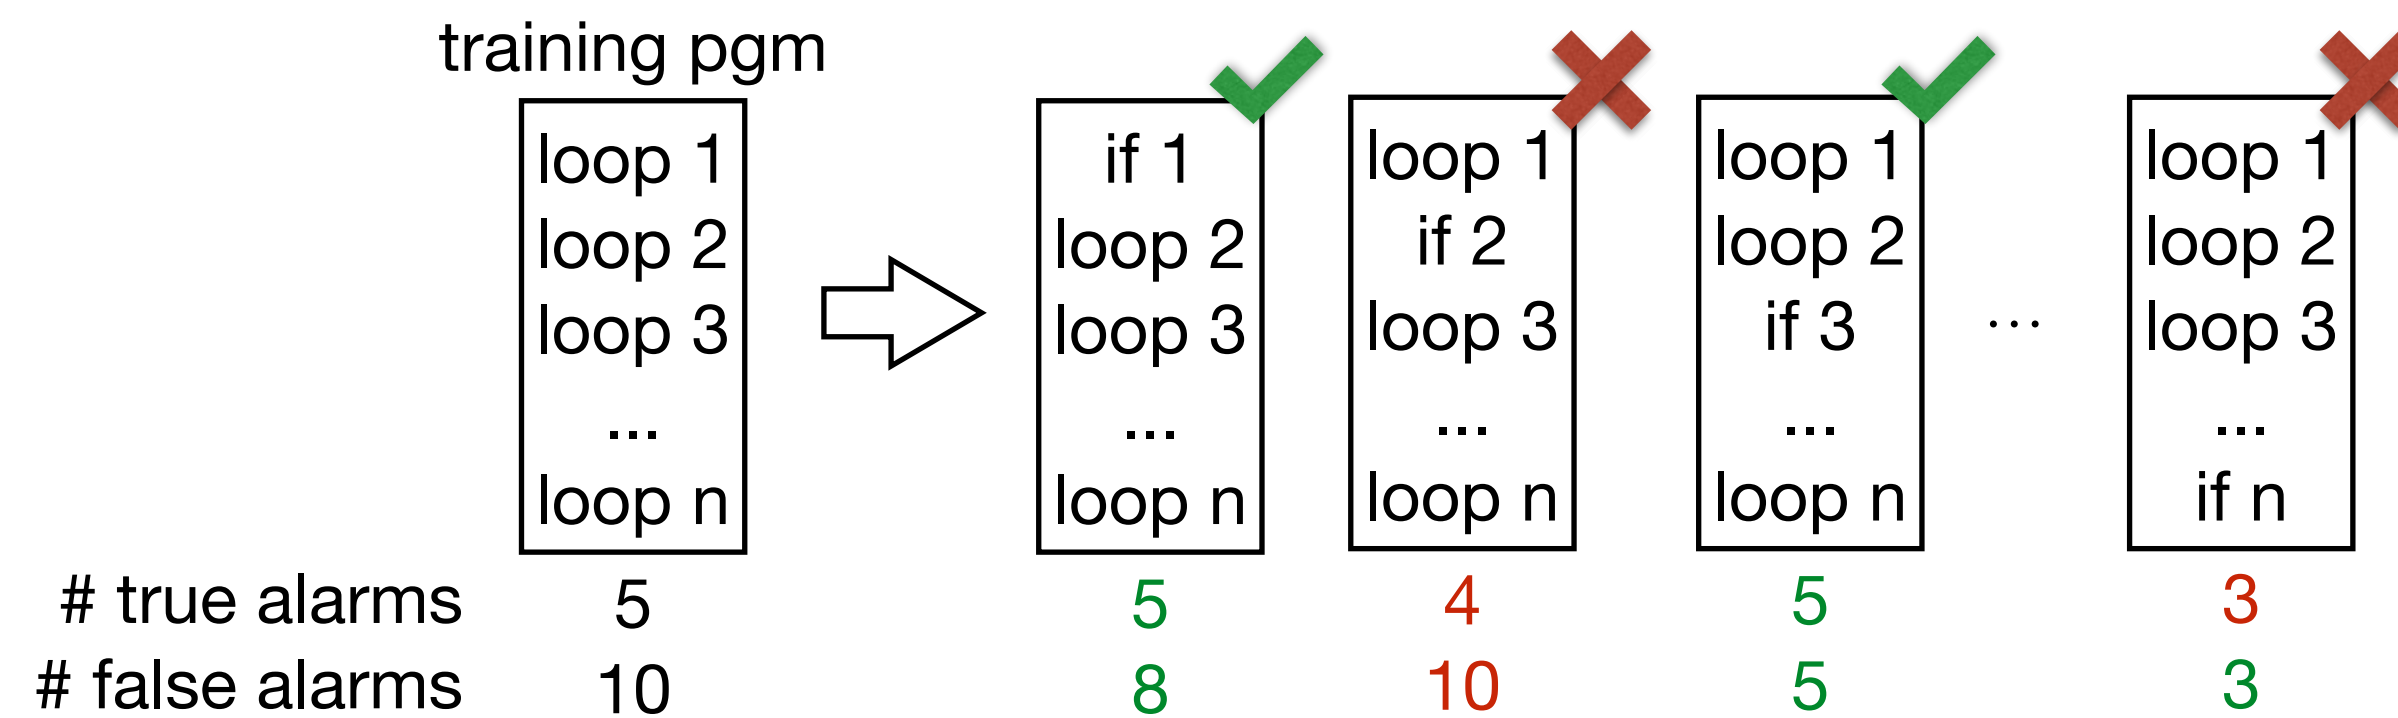 training pgm
loop 1
loop 2
loop 3
...
loop n
if 1
loop 2
loop 3
...
loop n
loop 1
if 2
loop 3
...
loop n
loop 1
loop 2
if 3
...
loop n
...
loop 1
loop 2
loop 3
...
if n
# true alarms 5 5 4 5 3
# false alarms 10 8 10 5 3